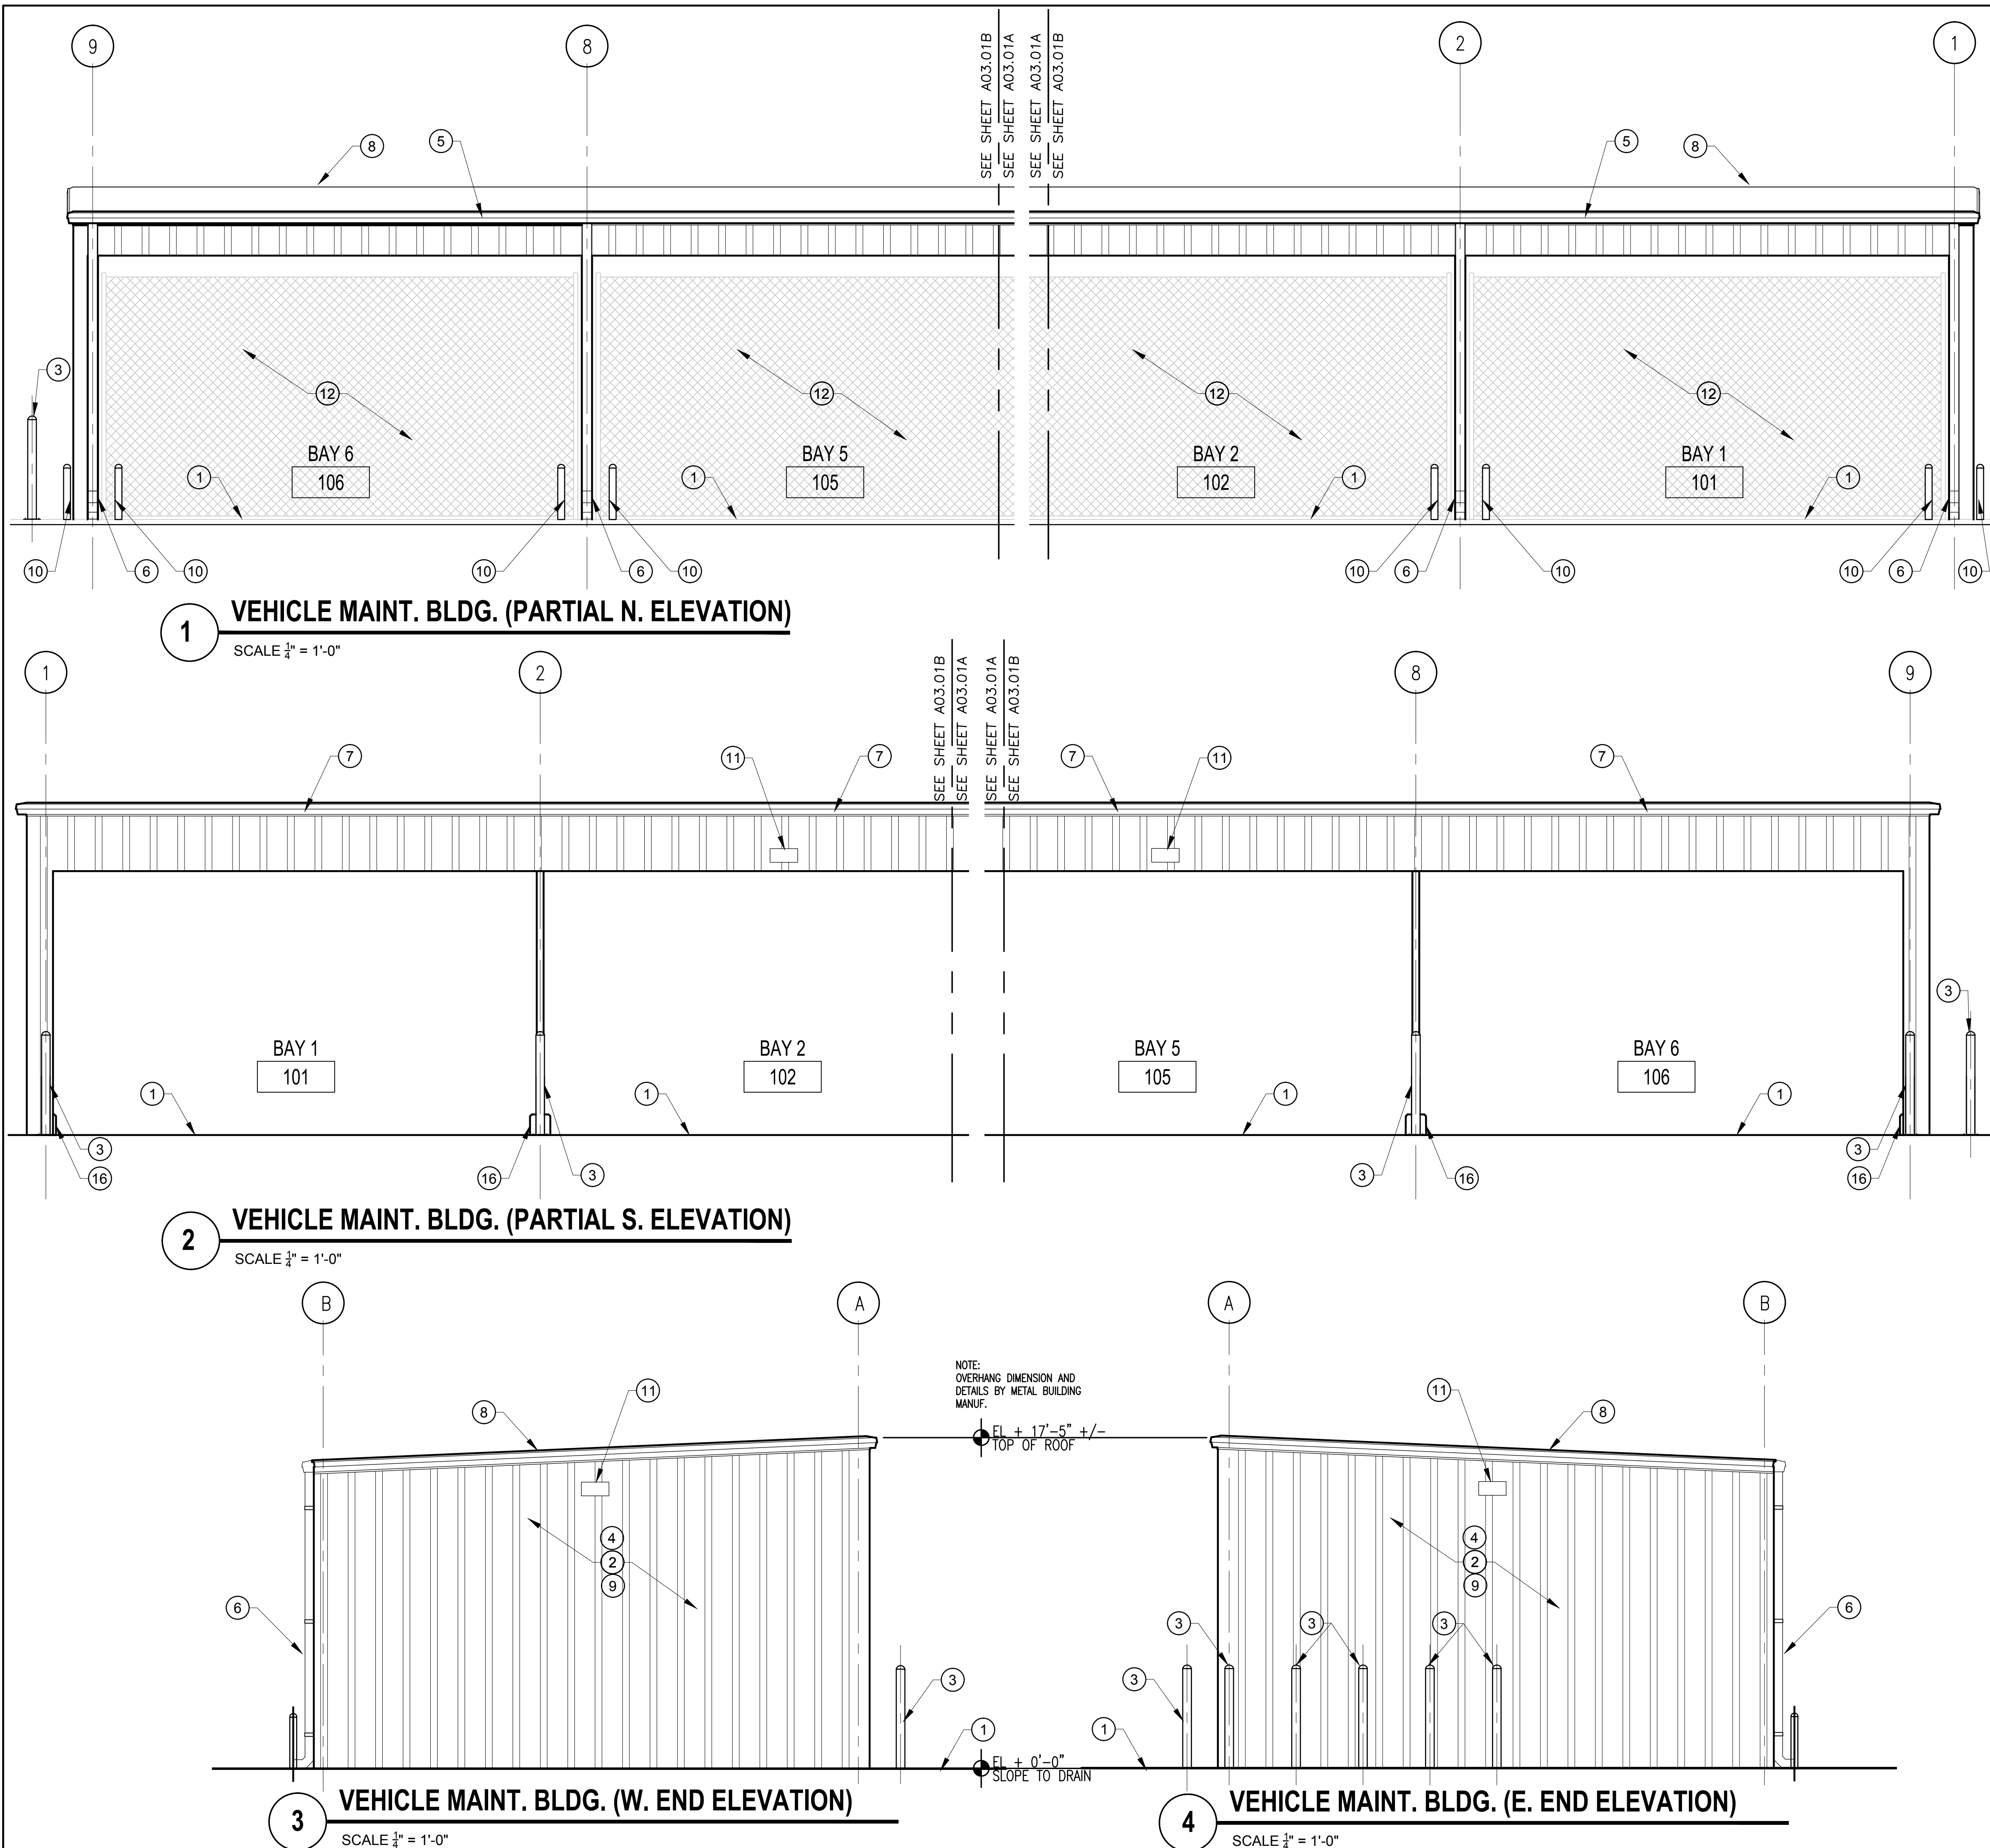 9
8
SEE SHEET A03.01B
SEE SHEET A03.01A
SEE SHEET A03.01A
SEE SHEET A03.01B
2
1
8
5
5
8
3
12
12
12
12
BAY 6
106
BAY 5
105
BAY 2
102
BAY 1
101
1
1
1
1
10
6
10
10
6
10
10
6
10
10
6
10
1
VEHICLE MAINT. BLDG. (PARTIAL N. ELEVATION)
SCALE 1/4" = 1'-0"
1
2
SEE SHEET A03.01B
SEE SHEET A03.01A
SEE SHEET A03.01A
SEE SHEET A03.01B
8
9
7
11
7
7
11
7
3
BAY 1
101
BAY 2
102
BAY 5
105
BAY 6
106
1
1
1
1
3
16
16
3
3
16
3
16
2
VEHICLE MAINT. BLDG. (PARTIAL S. ELEVATION)
SCALE 1/4" = 1'-0"
B
A
A
B
NOTE:
OVERHANG DIMENSION AND
DETAILS BY METAL BUILDING
MANUF.
8
11
EL + 17'-5" +/-
TOP OF ROOF
11
8
4
2
9
4
2
9
6
3
1
3
3
3
3
1
6
EL + 0'-0"
SLOPE TO DRAIN
3
VEHICLE MAINT. BLDG. (W. END ELEVATION)
SCALE 1/4" = 1'-0"
4
VEHICLE MAINT. BLDG. (E. END ELEVATION)
SCALE 1/4" = 1'-0"